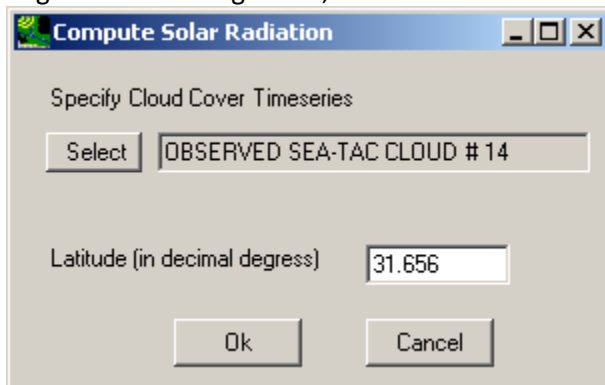 Compute Solar Radiation
Specify Cloud Cover Timeseries
Select OBSERVED SEA-TAC CLOUD # 14
Latitude (in decimal degress) 31.656
Ok Cancel